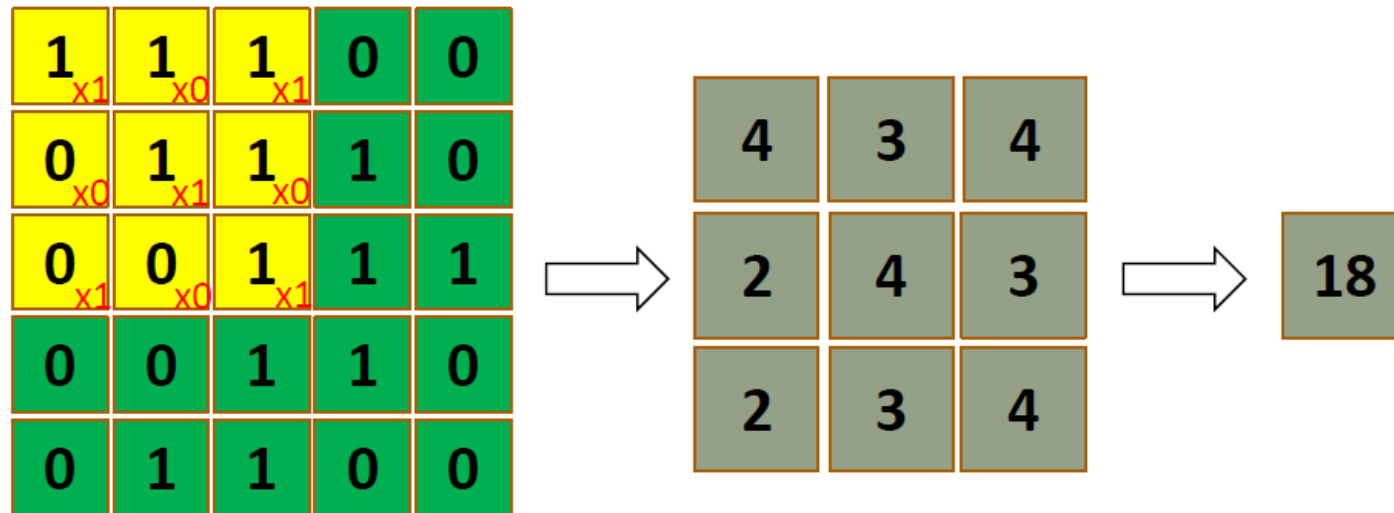 1 x1 1 x0 1 x1 0 0
0 x0 1 x1 1 x0 1 0
0 x1 0 x0 1 x1 1 1
0 0 1 1 0
0 1 1 0 0
4 3 4
2 4 3
2 3 4
18